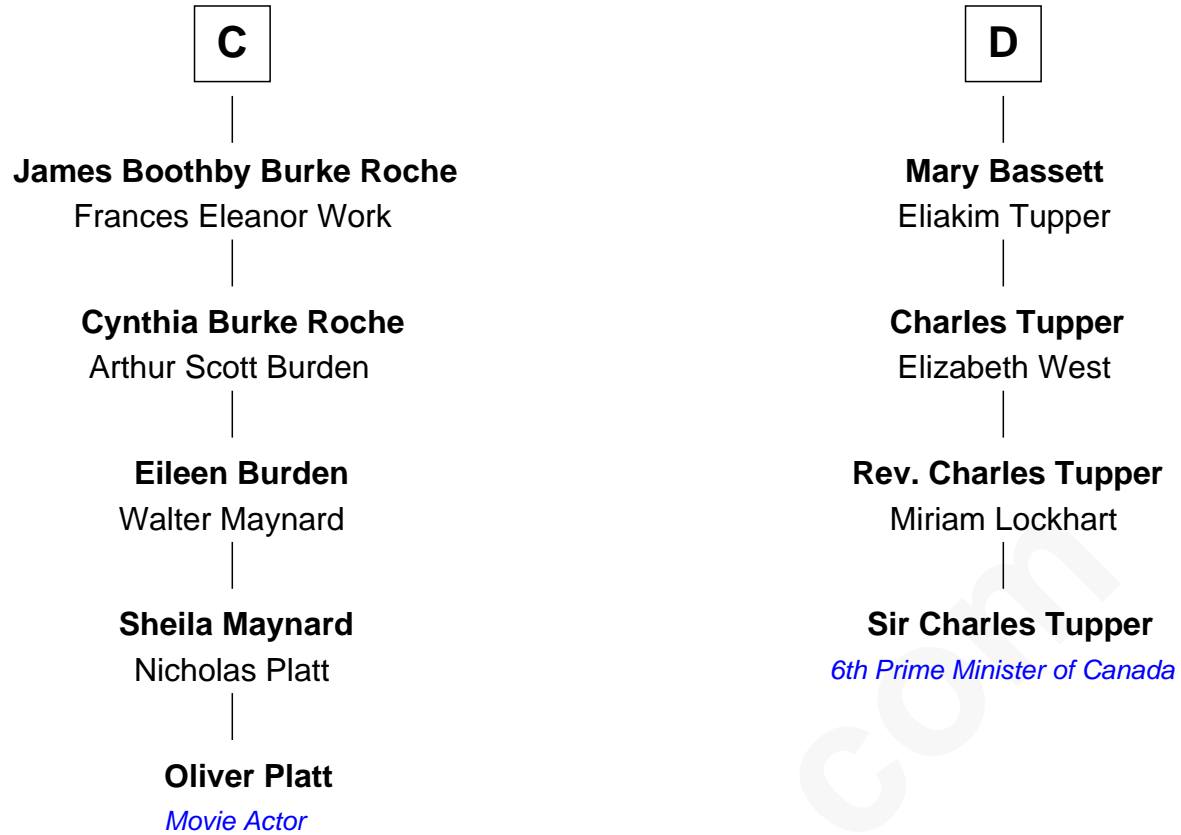 C
James Boothby Burke Roche
Frances Eleanor Work
Cynthia Burke Roche
Arthur Scott Burden
Eileen Burden
Walter Maynard
Sheila Maynard
Nicholas Platt
Oliver Platt
Movie Actor
D
Mary Bassett
Eliakim Tupper
Charles Tupper
Elizabeth West
Rev. Charles Tupper
Miriam Lockhart
Sir Charles Tupper
6th Prime Minister of Canada
com